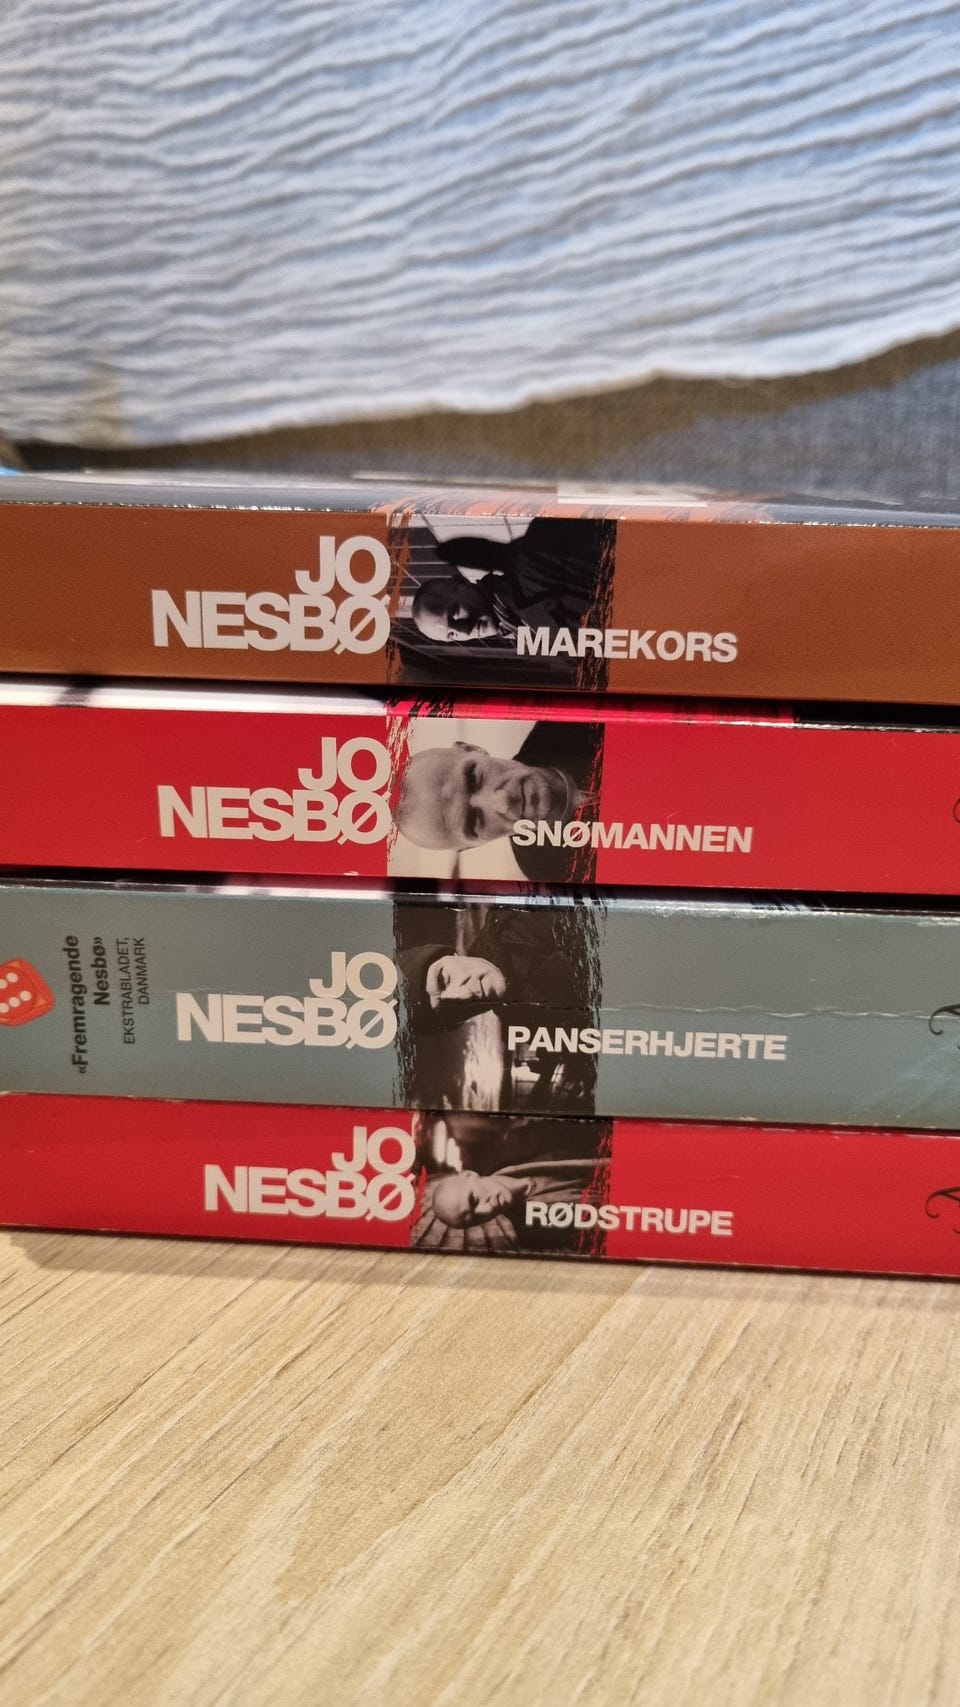 JO
NESBØ
MAREKORS
JO
NESBØ
SNØMANNEN
«Fremragende
Nesbø»
EKSTRABLADET,
DANMARK
JO
NESBØ
PANSERHJERTE
JO
NESBØ
RØDSTRUPE